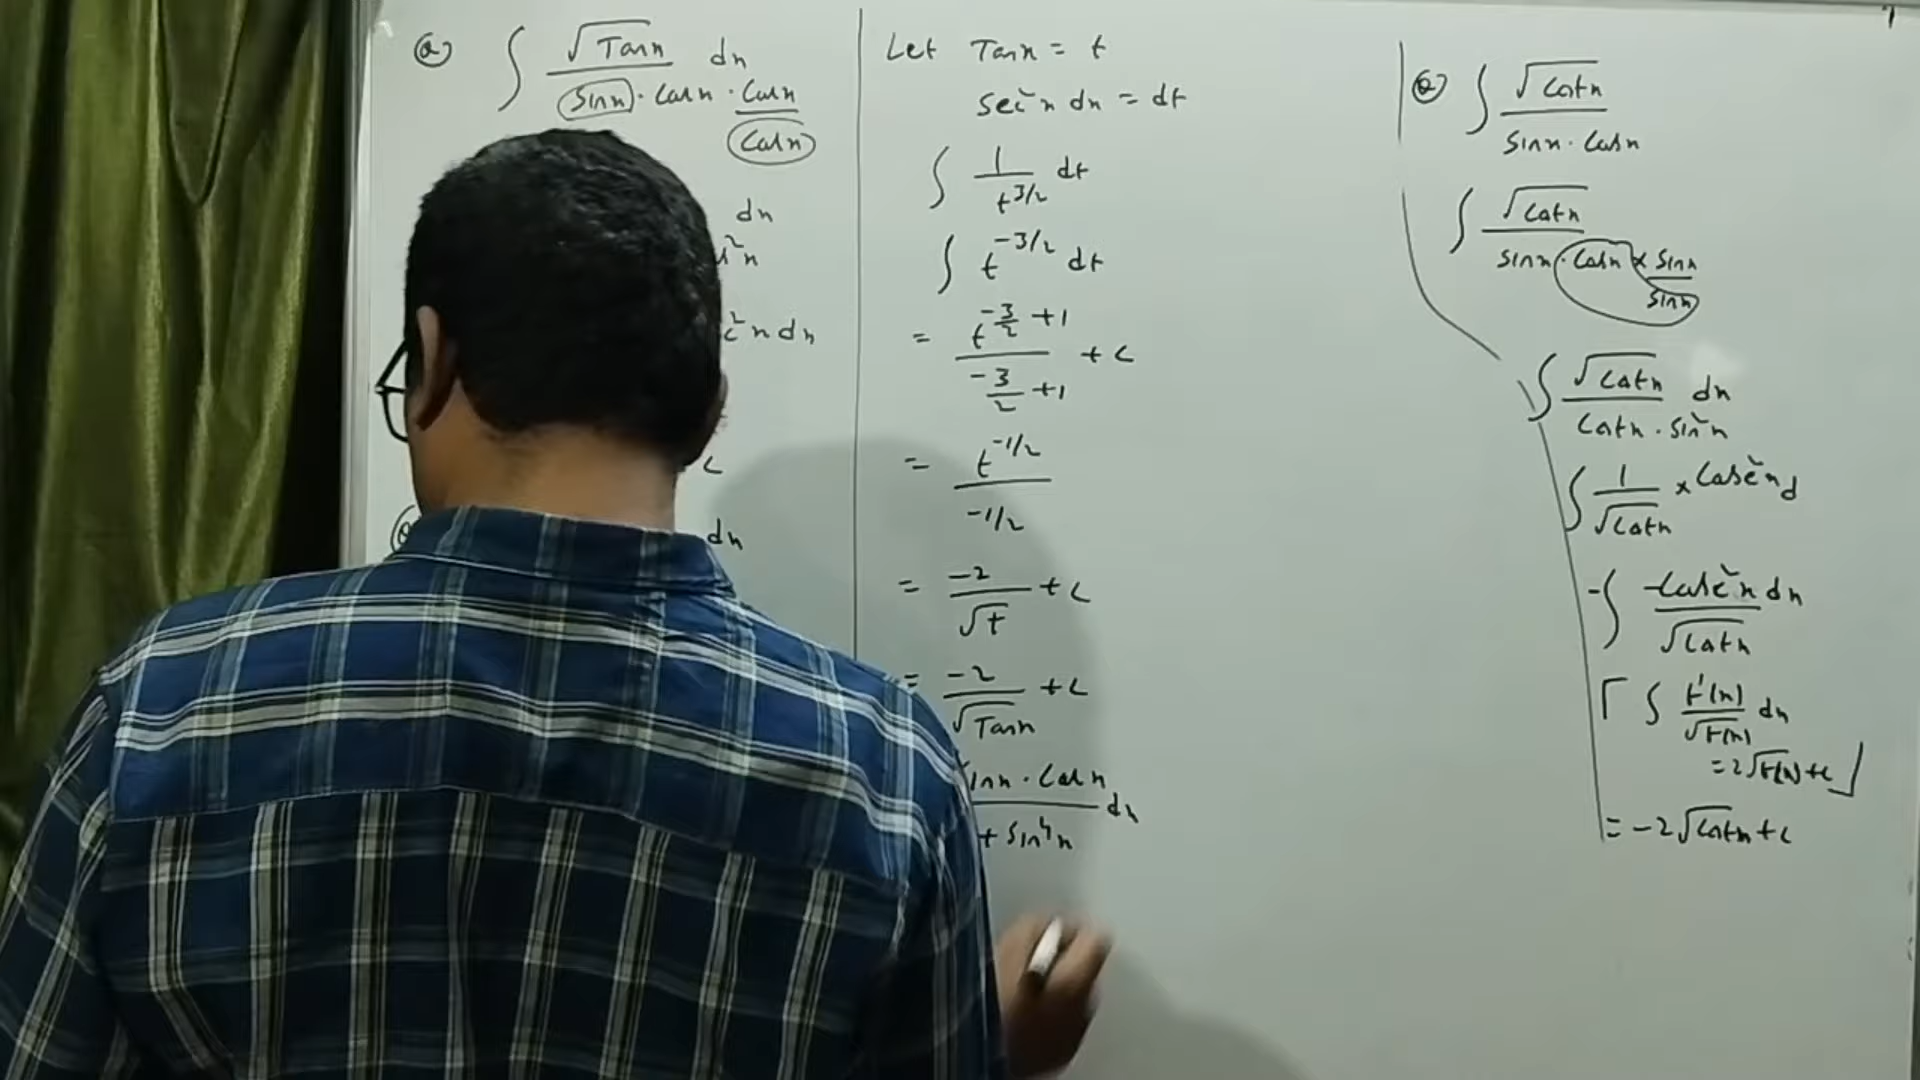 Q ∫ √Tanx / Sinx · Cosx · Cosx/Cosx dx
dx
²x
c²x dx
c
dx
Let Tanx = t
Sec²x dx = dt
∫ 1/t^3/2 dt
∫ t^-3/2 dt
= t^(-3/2 + 1) / (-3/2 + 1) + c
= t^-1/2 / -1/2
= -2/√t + c
= -2/√Tanx + c
inx · Cosx / + Sin⁴x dx
Q ∫ √Cotx / Sinx · Cosx
∫ √Cotx / Sinx · Cosx × Sinx/Sinx
∫ √Cotx / Cotx · Sin²x dx
∫ 1/√Cotx × Cosec²x d
-∫ -Cosec²x dx / √Cotx
[ ∫ f'(x) / √f(x) dx
= 2√f(x) + c ]
= -2√Cotx + c